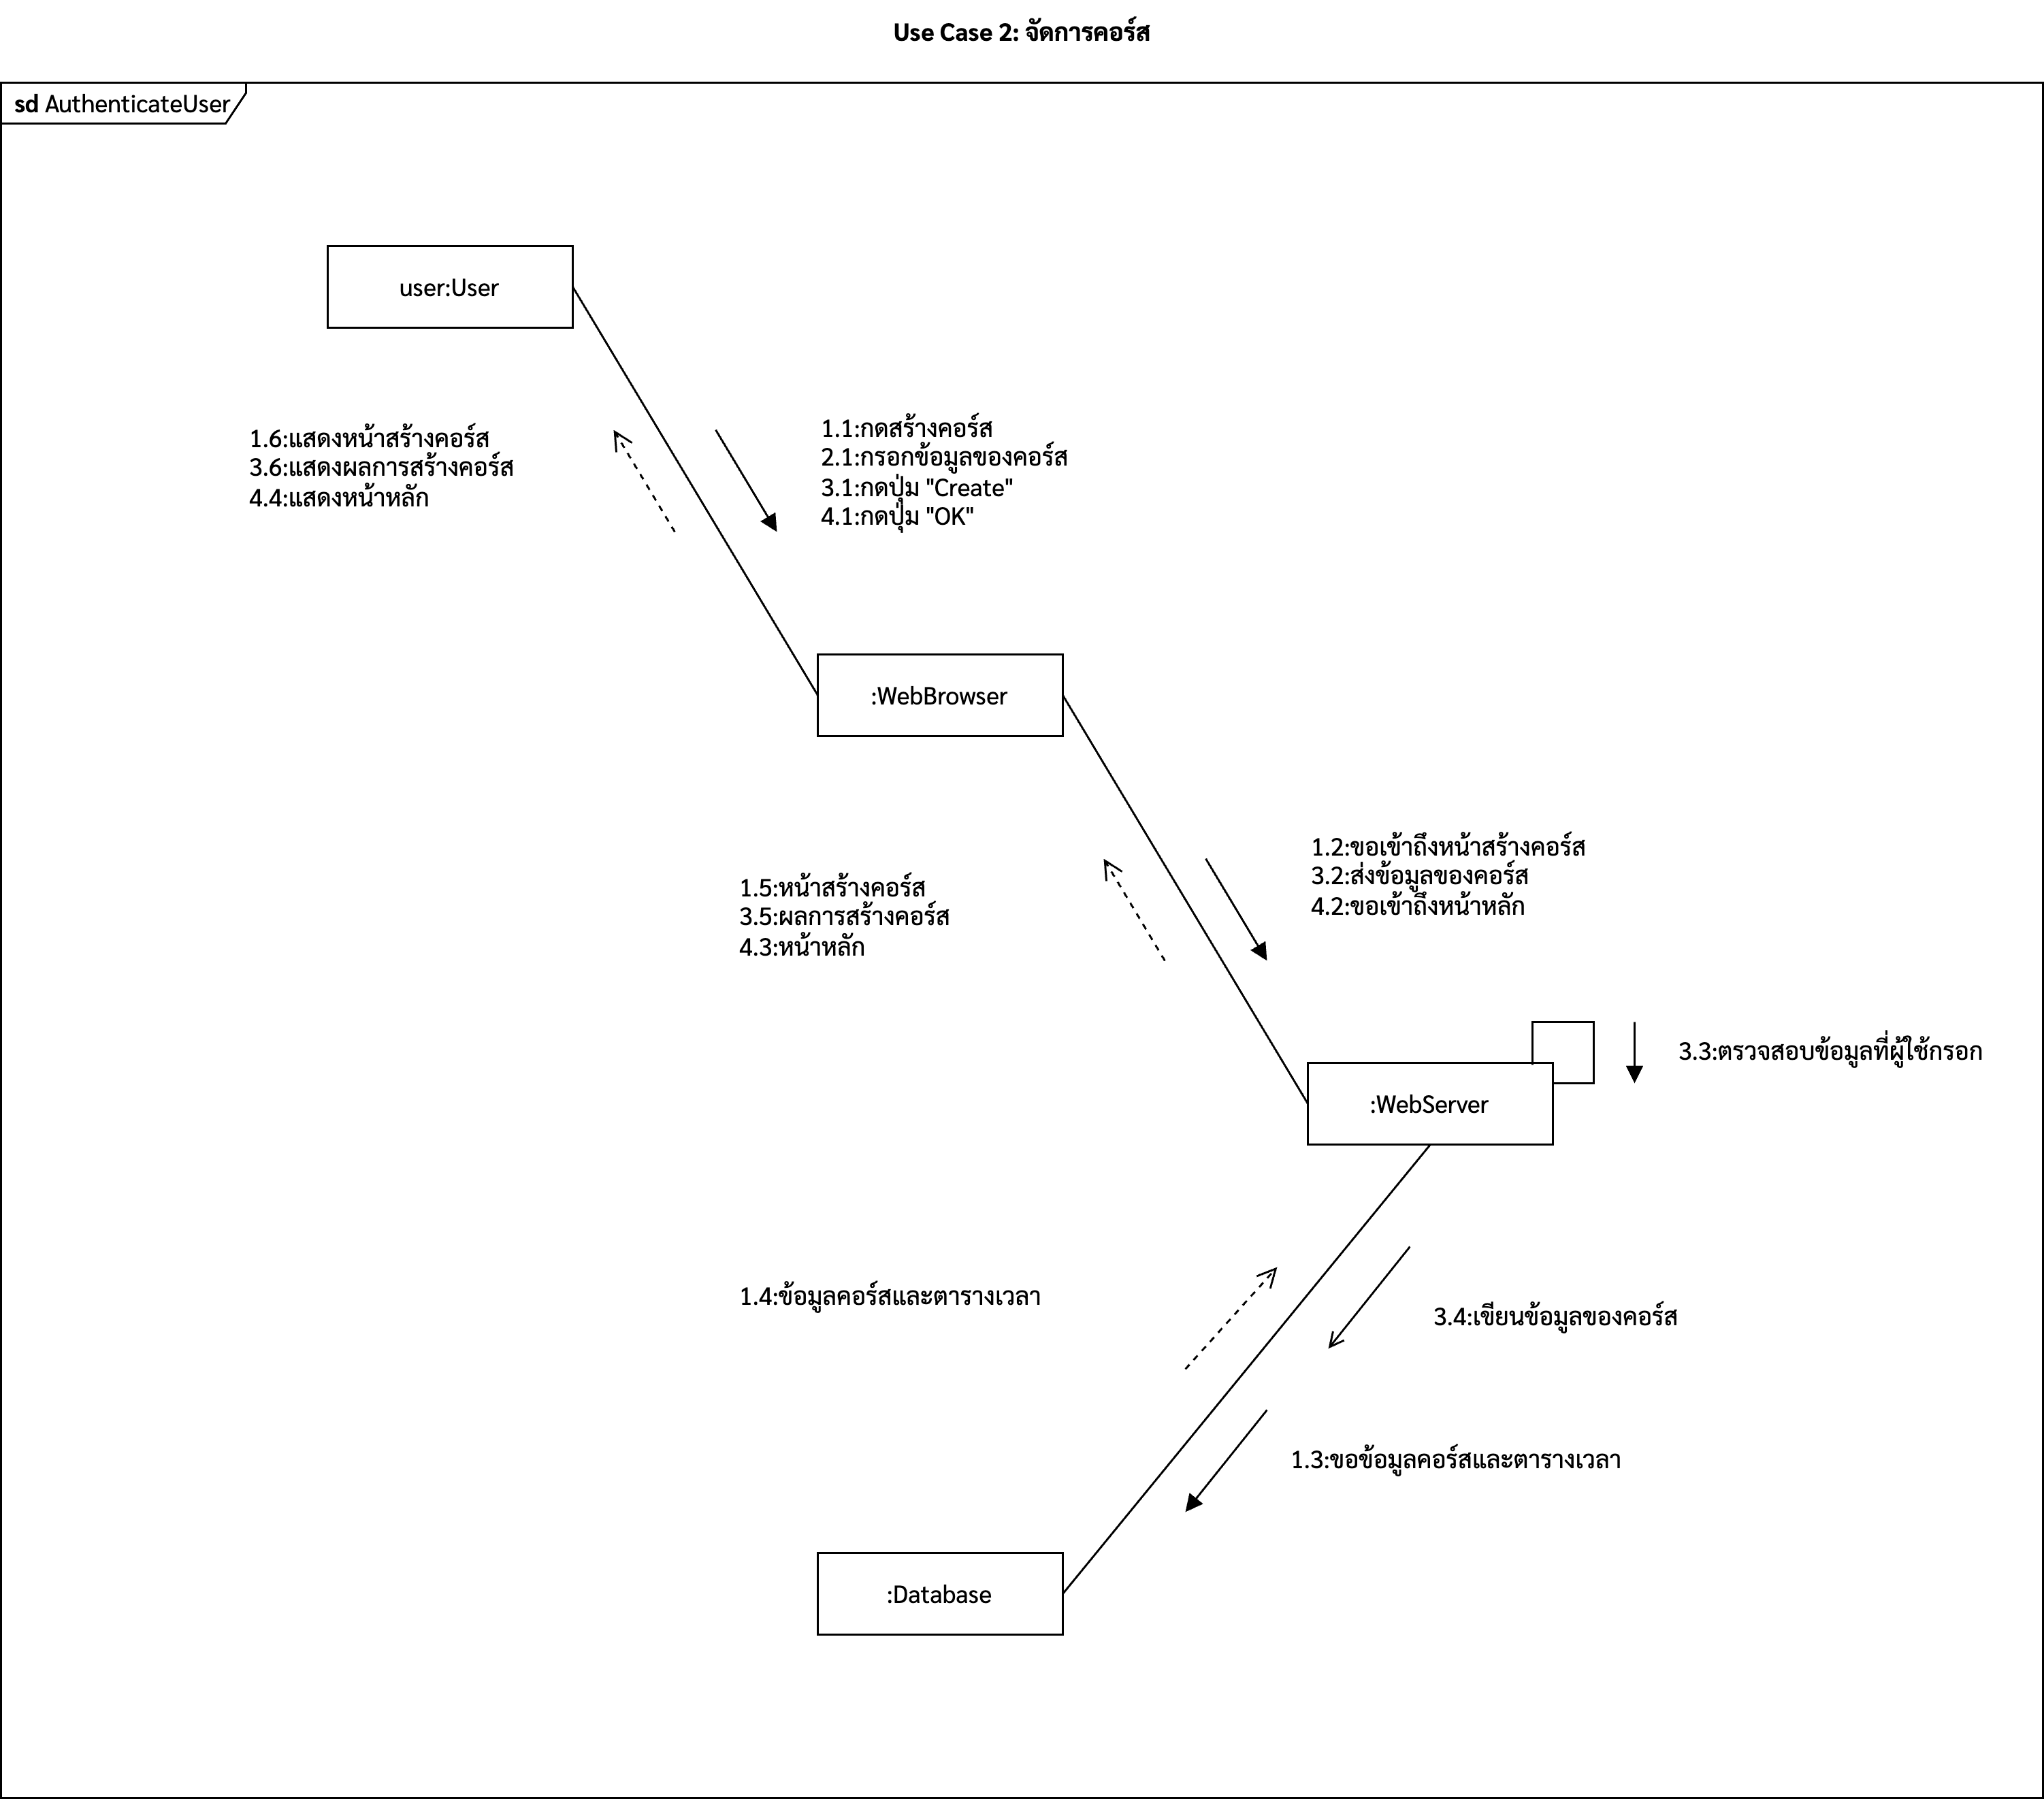 Use Case 2: จัดการคอร์ส
sd AuthenticateUser
user:User
1.6:แสดงหน้าสร้างคอร์ส
3.6:แสดงผลการสร้างคอร์ส
4.4:แสดงหน้าหลัก
1.1:กดสร้างคอร์ส
2.1:กรอกข้อมูลของคอร์ส
3.1:กดปุ่ม "Create"
4.1:กดปุ่ม "OK"
:WebBrowser
1.5:หน้าสร้างคอร์ส
3.5:ผลการสร้างคอร์ส
4.3:หน้าหลัก
1.2:ขอเข้าถึงหน้าสร้างคอร์ส
3.2:ส่งข้อมูลของคอร์ส
4.2:ขอเข้าถึงหน้าหลัก
3.3:ตรวจสอบข้อมูลที่ผู้ใช้กรอก
:WebServer
1.4:ข้อมูลคอร์สและตารางเวลา
3.4:เขียนข้อมูลของคอร์ส
1.3:ขอข้อมูลคอร์สและตารางเวลา
:Database